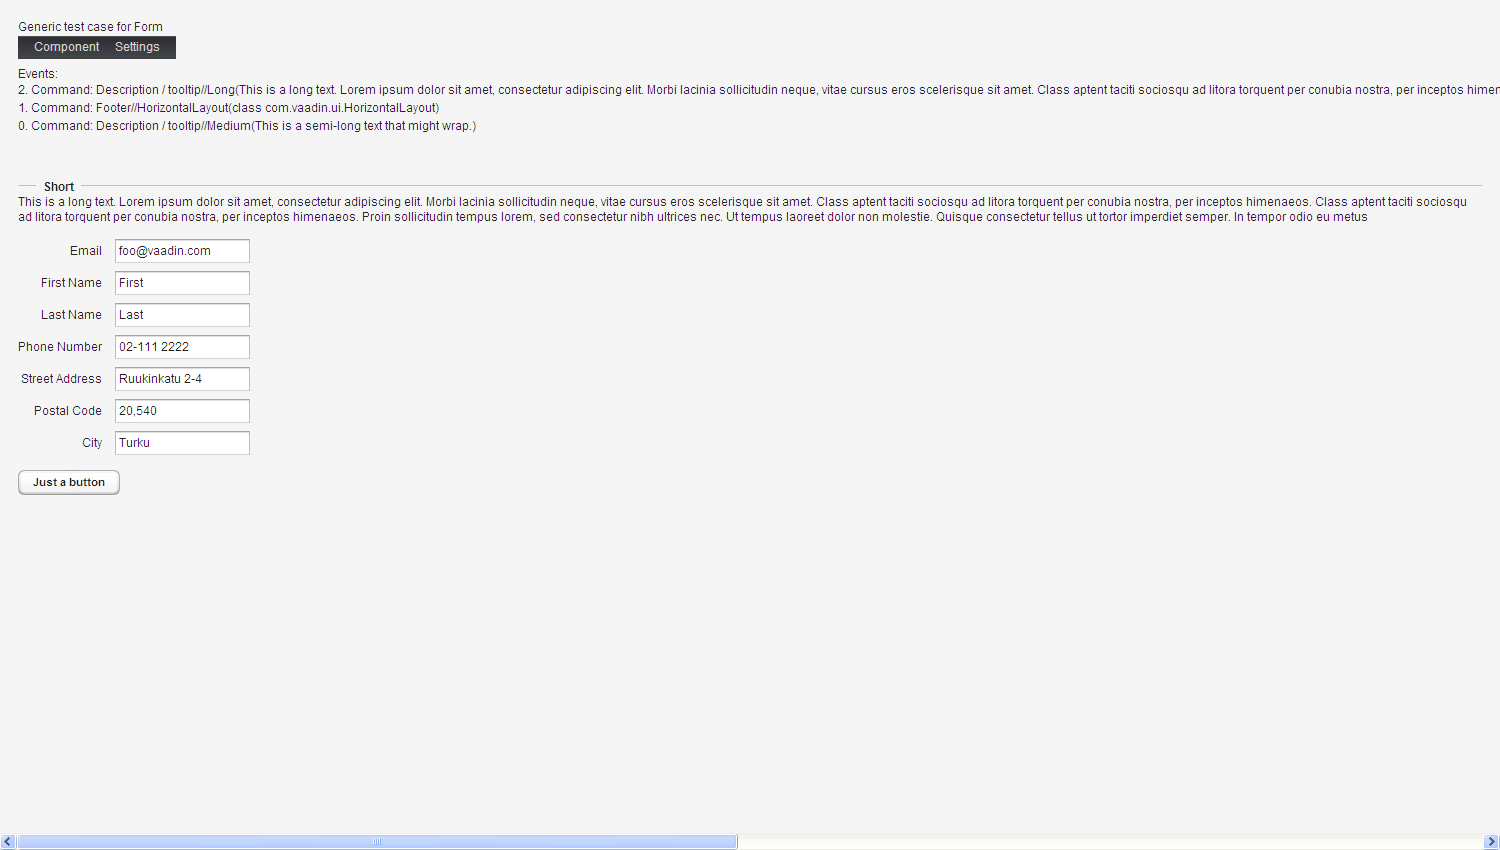 Generic test case for Form
Component Settings
Events:
2. Command: Description / tooltip//Long(This is a long text. Lorem ipsum dolor sit amet, consectetur adipiscing elit. Morbi lacinia sollicitudin neque, vitae cursus eros scelerisque sit amet. Class aptent taciti sociosqu ad litora torquent per conubia nostra, per inceptos himen
1. Command: Footer//HorizontalLayout(class com.vaadin.ui.HorizontalLayout)
0. Command: Description / tooltip//Medium(This is a semi-long text that might wrap.)
Short
This is a long text. Lorem ipsum dolor sit amet, consectetur adipiscing elit. Morbi lacinia sollicitudin neque, vitae cursus eros scelerisque sit amet. Class aptent taciti sociosqu ad litora torquent per conubia nostra, per inceptos himenaeos. Class aptent taciti sociosqu
ad litora torquent per conubia nostra, per inceptos himenaeos. Proin sollicitudin tempus lorem, sed consectetur nibh ultrices nec. Ut tempus laoreet dolor non molestie. Quisque consectetur tellus ut tortor imperdiet semper. In tempor odio eu metus
Email foo@vaadin.com
First Name First
Last Name Last
Phone Number 02-111 2222
Street Address Ruukinkatu 2-4
Postal Code 20,540
City Turku
Just a button